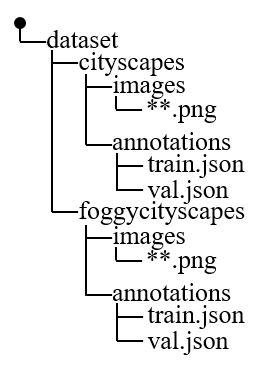 dataset
cityscapes
images
**.png
annotations
train.json
val.json
foggycityscapes
images
**.png
annotations
train.json
val.json